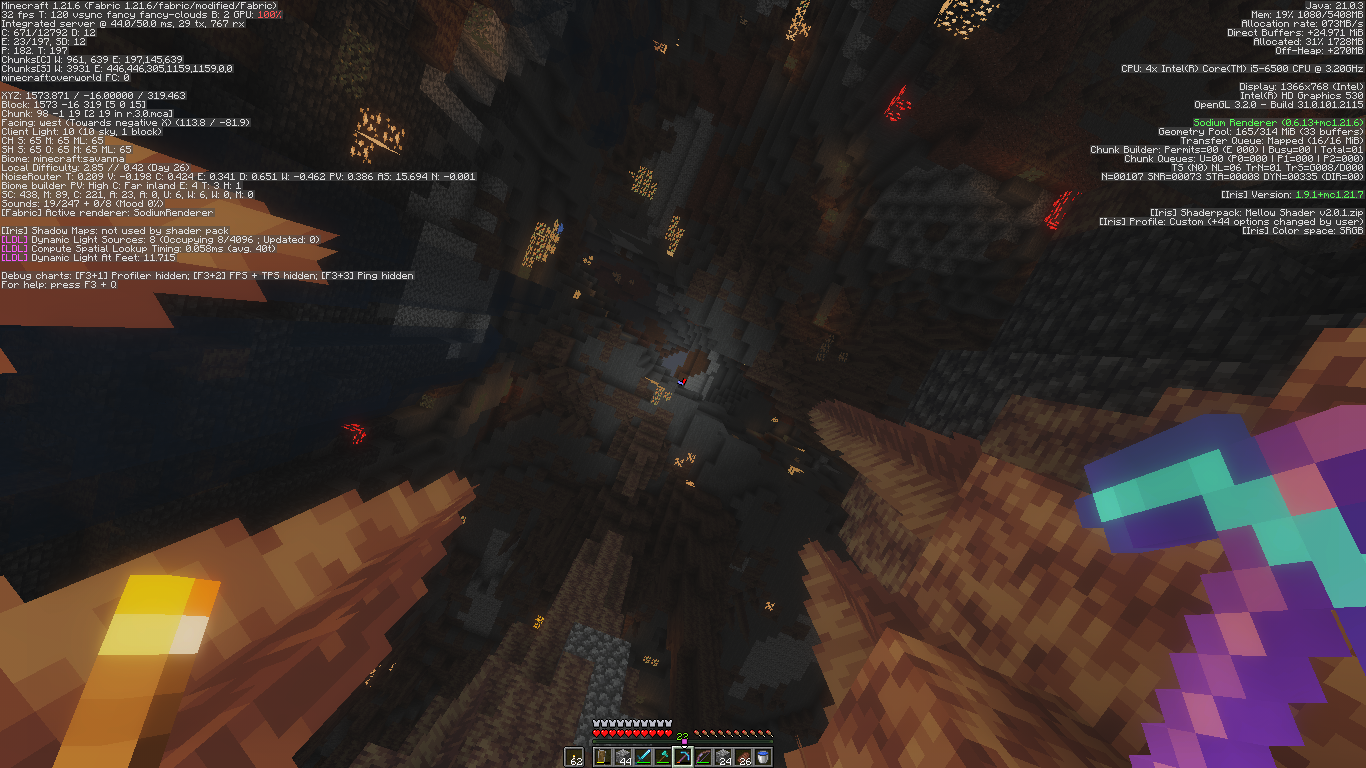 Minecraft 1.21.6 (Fabric 1.21.6/fabric/modified/Fabric)
32 fps T: 120 vsync fancy fancy-clouds B: 2 GPU: 100%
Integrated server @ 44.0/50.0 ms, 29 tx, 767 rx
C: 671/12792 D: 12
E: 23/197, SD: 12
P: 182. T: 197
Chunks[C] W: 961, 639 E: 197,145,639
Chunks[S] W: 3931 E: 446,446,305,1159,1159,0,0
minecraft:overworld FC: 0
XYZ: 1573.871 / -16.00000 / 319.463
Block: 1573 -16 319 [5 0 15]
Chunk: 98 -1 19 [2 19 in r.3.0.mca]
Facing: west (Towards negative X) (113.8 / -81.9)
Client Light: 10 (10 sky, 1 block)
CH S: 65 M: 65 ML: 65
SH S: 65 O: 65 M: 65 ML: 65
Biome: minecraft:savanna
Local Difficulty: 2.85 // 0.42 (Day 26)
NoiseRouter T: 0.209 V: -0.198 C: 0.424 E: 0.341 D: 0.651 W: -0.462 PV: 0.386 AS: 15.694 N: -0.001
Biome builder PV: High C: Far inland E: 4 T: 3 H: 1
SC: 438, M: 89, C: 221, A: 23, A: 0, U: 6, W: 6, W: 0, M: 0
Sounds: 19/247 + 0/8 (Mood 0%)
[Fabric] Active renderer: SodiumRenderer
[Iris] Shadow Maps: not used by shader pack
[LDL] Dynamic Light Sources: 8 (Occupying 8/4096 ; Updated: 0)
[LDL] Compute Spatial Lookup Timing: 0.058ms (avg. 40t)
[LDL] Dynamic Light At Feet: 11.715
Debug charts: [F3+1] Profiler hidden; [F3+2] FPS + TPS hidden; [F3+3] Ping hidden
For help: press F3 + Q
Java: 21.0.3
Mem: 19% 1080/5408MB
Allocation rate: 073MB/s
Direct Buffers: +24.971 MiB
Allocated: 31% 1728MB
Off-Heap: +270MB
CPU: 4x Intel(R) Core(TM) i5-6500 CPU @ 3.20GHz
Display: 1366x768 (Intel)
Intel(R) HD Graphics 530
OpenGL 3.2.0 - Build 31.0.101.2115
Sodium Renderer (0.6.13+mc1.21.6)
Geometry Pool: 165/314 MiB (33 buffers)
Transfer Queue: Mapped (16/16 MiB)
Chunk Builder: Permits=00 (E 000) | Busy=00 | Total=01
Chunk Queues: U=00 (P0=000 | P1=000 | P2=000)
TS (N0) NL=06 TrN=01 TrS=0008/D000
N=00107 SNR=00073 STA=00008 DYN=00335 (DIR=00)
[Iris] Version: 1.9.1+mc1.21.7
[Iris] Shaderpack: Mellow Shader v2.0.1.zip
[Iris] Profile: Custom (+44 options changed by user)
[Iris] Color space: SRGB
22
62
44
24
26